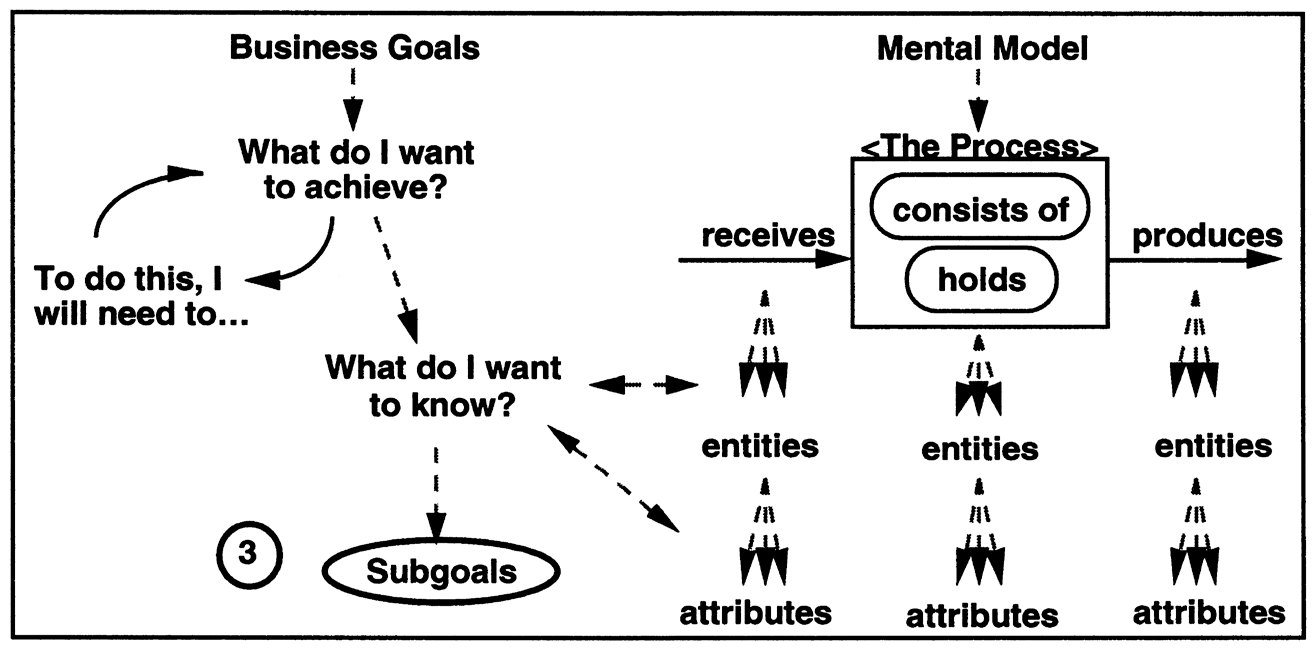 Business Goals
What do I want
to achieve?
To do this, I
will need to...
What do I want
to know?
3
Subgoals
Mental Model
<The Process>
consists of
holds
receives
produces
entities
entities
entities
attributes
attributes
attributes